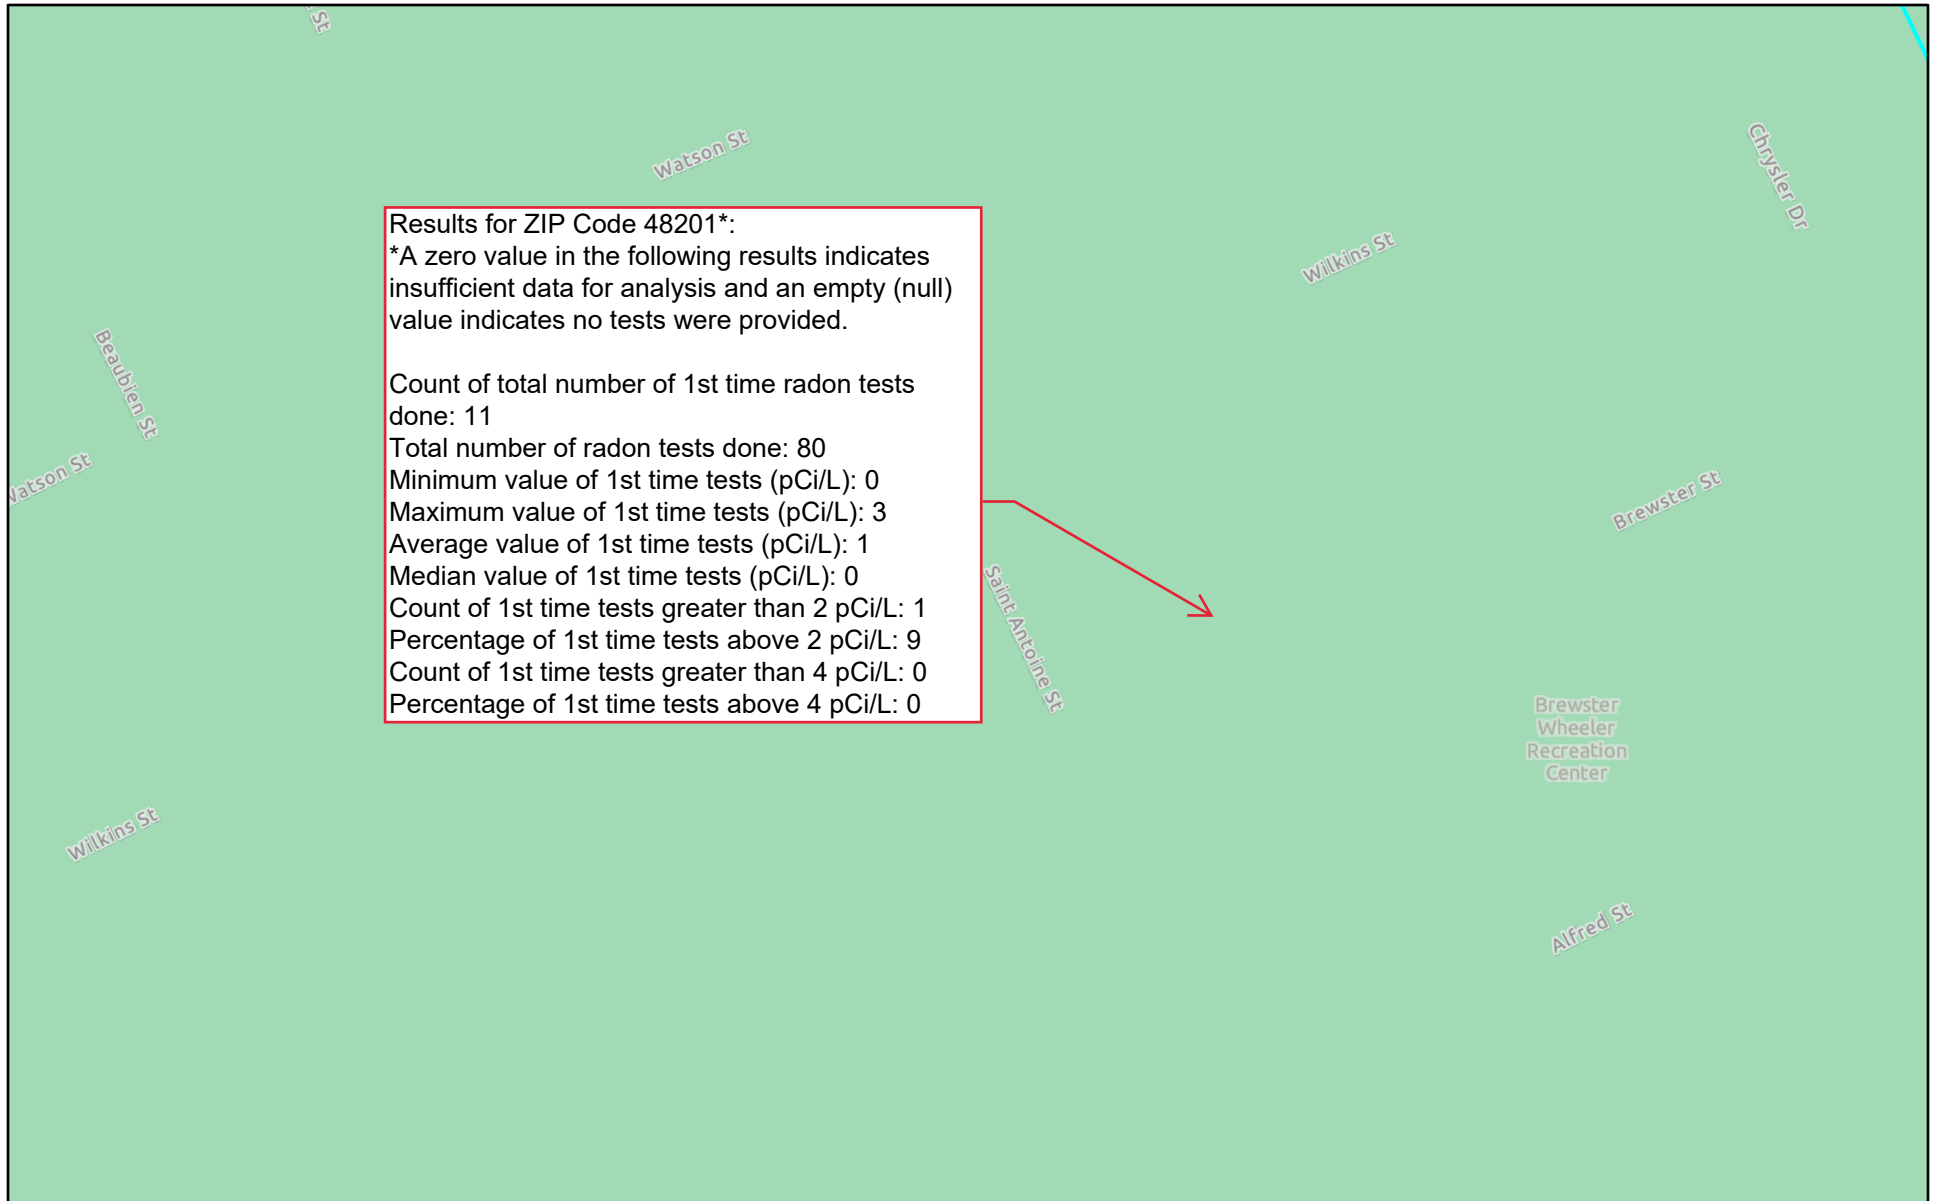 St
Watson St
Chrysler Dr
Results for ZIP Code 48201*:
*A zero value in the following results indicates
insufficient data for analysis and an empty (null)
value indicates no tests were provided.
Count of total number of 1st time radon tests
done: 11
Total number of radon tests done: 80
Minimum value of 1st time tests (pCi/L): 0
Maximum value of 1st time tests (pCi/L): 3
Average value of 1st time tests (pCi/L): 1
Median value of 1st time tests (pCi/L): 0
Count of 1st time tests greater than 2 pCi/L: 1
Percentage of 1st time tests above 2 pCi/L: 9
Count of 1st time tests greater than 4 pCi/L: 0
Percentage of 1st time tests above 4 pCi/L: 0
Wilkins St
Beaubien St
Watson St
Brewster St
Saint Antoine St
Brewster
Wheeler
Recreation
Center
Wilkins St
Alfred St